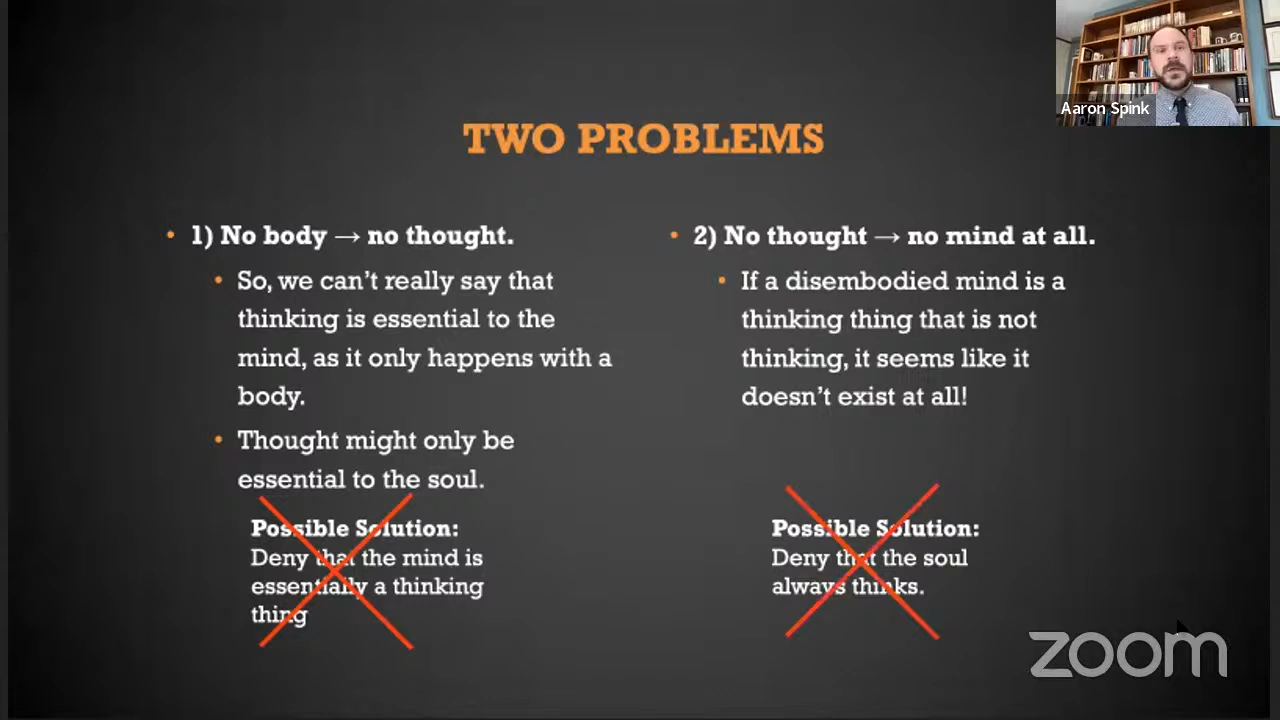 Aaron Spink
TWO PROBLEMS
• 1) No body → no thought.
• So, we can't really say that
thinking is essential to the
mind, as it only happens with a
body.
• Thought might only be
essential to the soul.
Possible Solution:
Deny that the mind is
essentially a thinking
thing
• 2) No thought → no mind at all.
• If a disembodied mind is a
thinking thing that is not
thinking, it seems like it
doesn't exist at all!
Possible Solution:
Deny that the soul
always thinks.
zoom